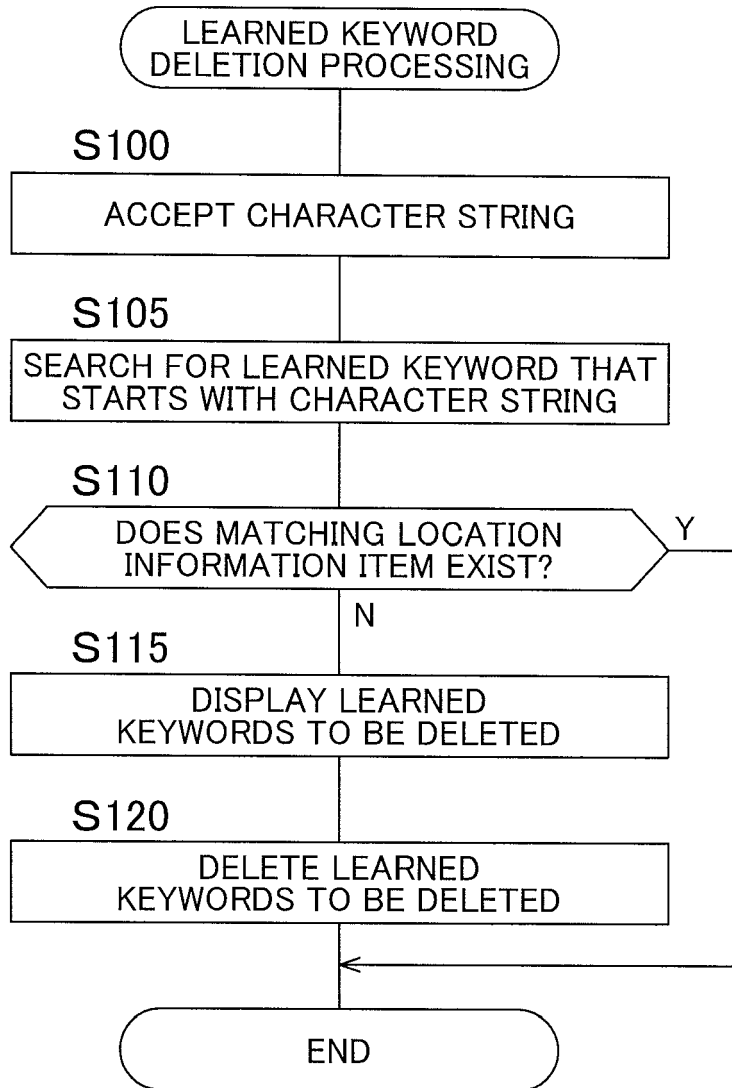 LEARNED KEYWORD
DELETION PROCESSING
S100
ACCEPT CHARACTER STRING
S105
SEARCH FOR LEARNED KEYWORD THAT
STARTS WITH CHARACTER STRING
S110
DOES MATCHING LOCATION
INFORMATION ITEM EXIST?
Y
N
S115
DISPLAY LEARNED
KEYWORDS TO BE DELETED
S120
DELETE LEARNED
KEYWORDS TO BE DELETED
END